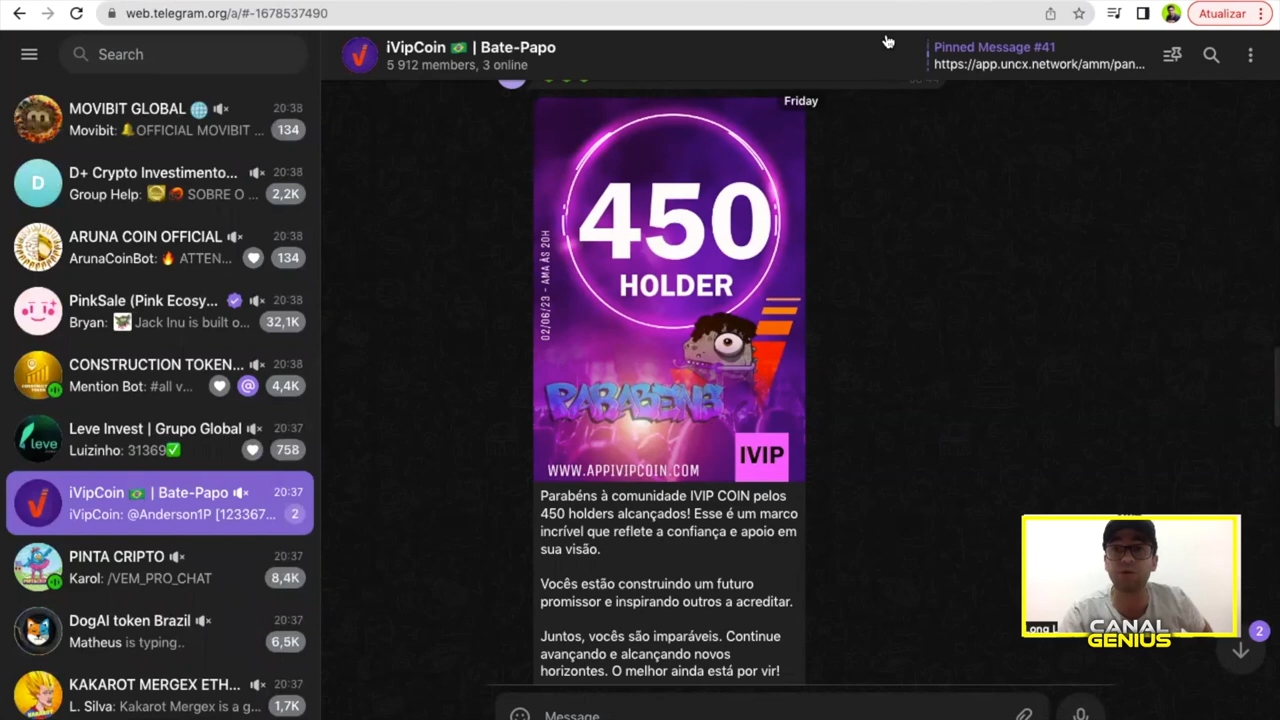 web.telegram.org/a/#-1678537490
Atualizar
Search
iVipCoin 🇧🇷 | Bate-Papo
5 912 members, 3 online
Pinned Message #41
https://app.uncx.network/amm/pan...
MOVIBIT GLOBAL 🌐
20:38
Movibit: 🔔OFFICIAL MOVIBIT ...
134
D
D+ Crypto Investimento...
20:38
Group Help: SOBRE O ...
2,2K
ARUNA COIN OFFICIAL
20:38
ArunaCoinBot: 🔥 ATTEN...
134
PinkSale (Pink Ecosy...
20:38
Bryan: Jack Inu is built o...
32,1K
CONSTRUCTION TOKEN...
20:38
Mention Bot: #all v...
@
4,4K
leve
Leve Invest | Grupo Global
20:37
Luizinho: 31369✅
758
iVipCoin 🇧🇷 | Bate-Papo
20:37
iVipCoin: @Anderson1P [123367...
2
PINTA CRIPTO
20:37
Karol: /VEM_PRO_CHAT
8,4K
DogAI token Brazil
20:37
Matheus is typing..
6,5K
KAKAROT MERGEX ETH...
20:37
L. Silva: Kakarot Mergex is a g...
1,7K
Friday
450
HOLDER
02/06/23 - AMA ÀS 20H
PARABÉNS
IVIP
WWW.APPIVIPCOIN.COM
Parabéns à comunidade IVIP COIN pelos
450 holders alcançados! Esse é um marco
incrível que reflete a confiança e apoio em
sua visão.
Vocês estão construindo um futuro
promissor e inspirando outros a acreditar.
Juntos, vocês são imparáveis. Continue
avançando e alcançando novos
horizontes. O melhor ainda está por vir!
Message
CANAL
GENIUS
2